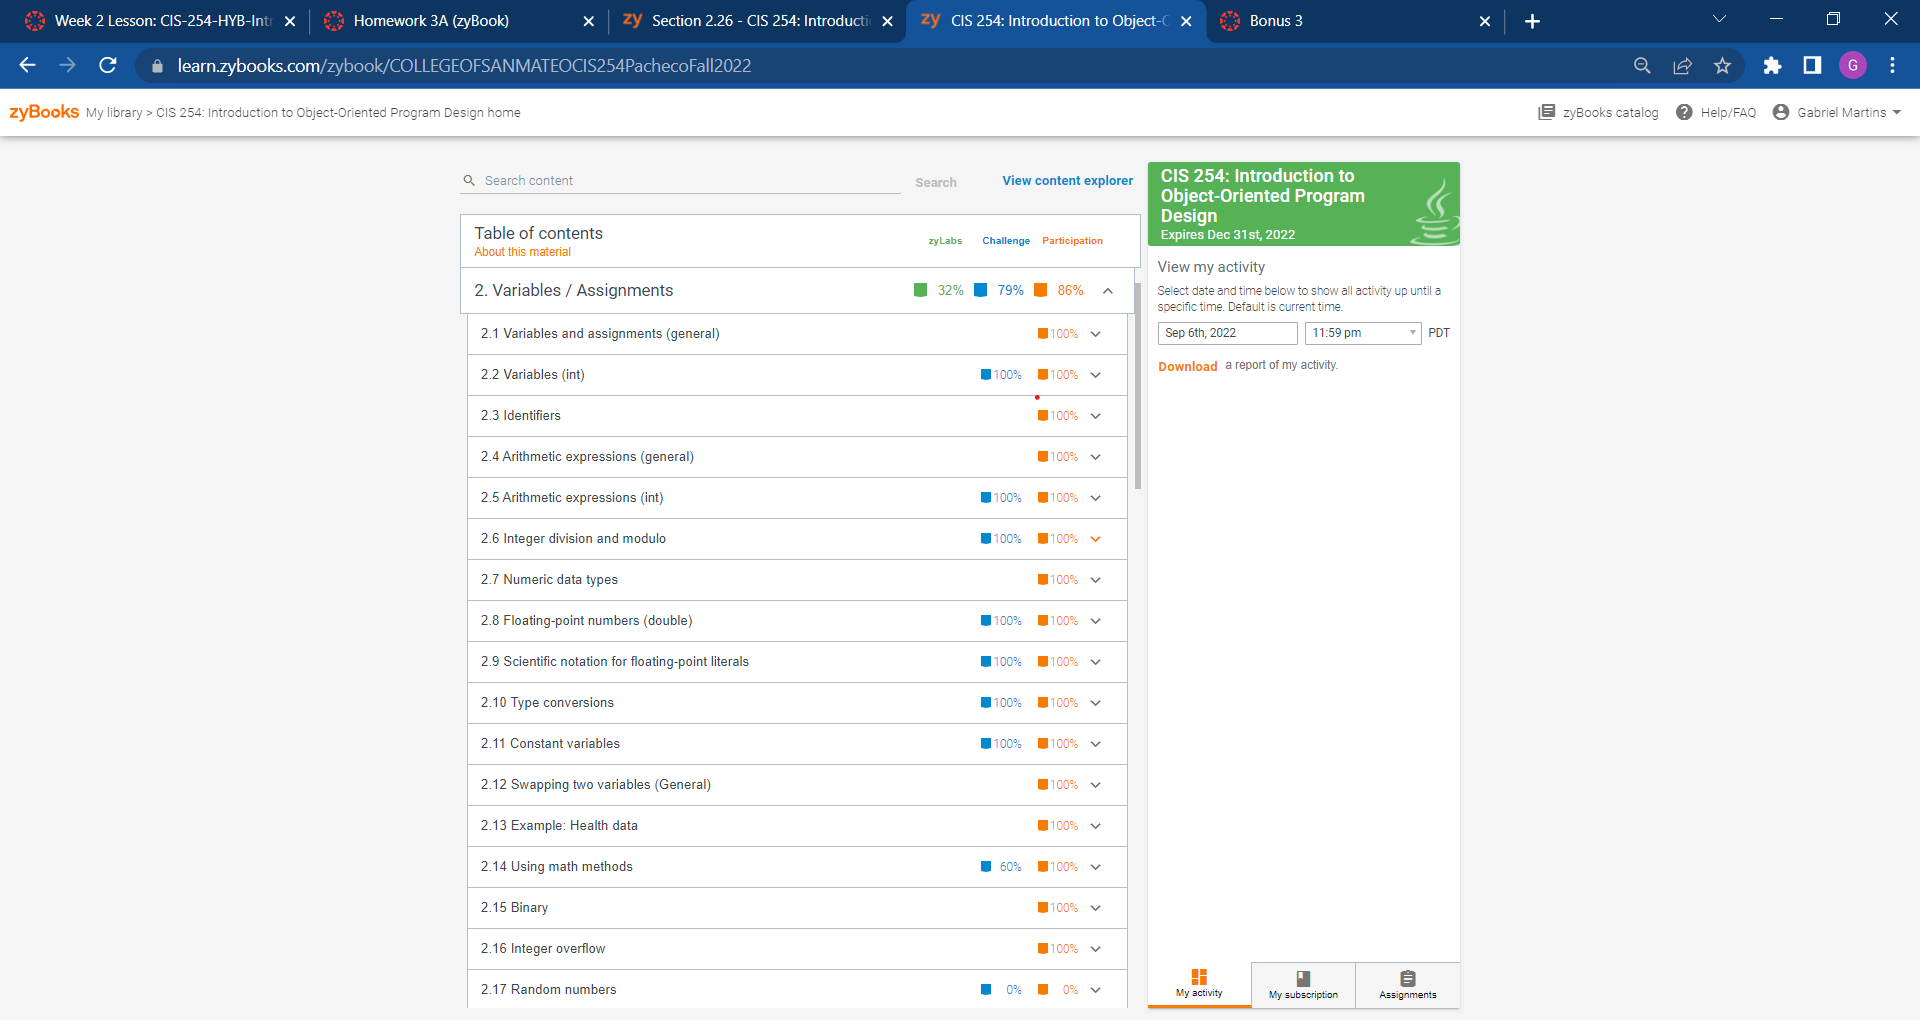 Week 2 Lesson: CIS-254-HYB-Intr
Homework 3A (zyBook)
zy Section 2.26 - CIS 254: Introducti
zy CIS 254: Introduction to Object-O
Bonus 3
learn.zybooks.com/zybook/COLLEGEOFSANMATEOCIS254PachecoFall2022
G
zyBooks My library > CIS 254: Introduction to Object-Oriented Program Design home
zyBooks catalog
Help/FAQ
Gabriel Martins
Search content
Search
View content explorer
Table of contents
About this material
zyLabs Challenge Participation
2. Variables / Assignments 32% 79% 86%
2.1 Variables and assignments (general) 100%
2.2 Variables (int) 100% 100%
2.3 Identifiers 100%
2.4 Arithmetic expressions (general) 100%
2.5 Arithmetic expressions (int) 100% 100%
2.6 Integer division and modulo 100% 100%
2.7 Numeric data types 100%
2.8 Floating-point numbers (double) 100% 100%
2.9 Scientific notation for floating-point literals 100% 100%
2.10 Type conversions 100% 100%
2.11 Constant variables 100% 100%
2.12 Swapping two variables (General) 100%
2.13 Example: Health data 100%
2.14 Using math methods 60% 100%
2.15 Binary 100%
2.16 Integer overflow 100%
2.17 Random numbers 0% 0%
CIS 254: Introduction to
Object-Oriented Program
Design
Expires Dec 31st, 2022
View my activity
Select date and time below to show all activity up until a
specific time. Default is current time.
Sep 6th, 2022 11:59 pm PDT
Download a report of my activity.
My activity
My subscription
Assignments